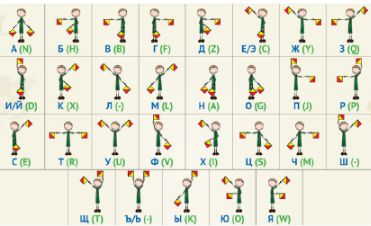 А (N) Б (H) В (B) Г (F) Д (Z) Е/Э (C) Ж (Y) З (Q)
И/Й (D) К (X) Л (-) М (L) Н (A) О (G) П (J) Р (P)
С (E) Т (R) У (U) Ф (V) Х (I) Ц (S) Ч (M) Ш (-)
Щ (T) Ъ/Ь (-) Ы (K) Ю (O) Я (W)